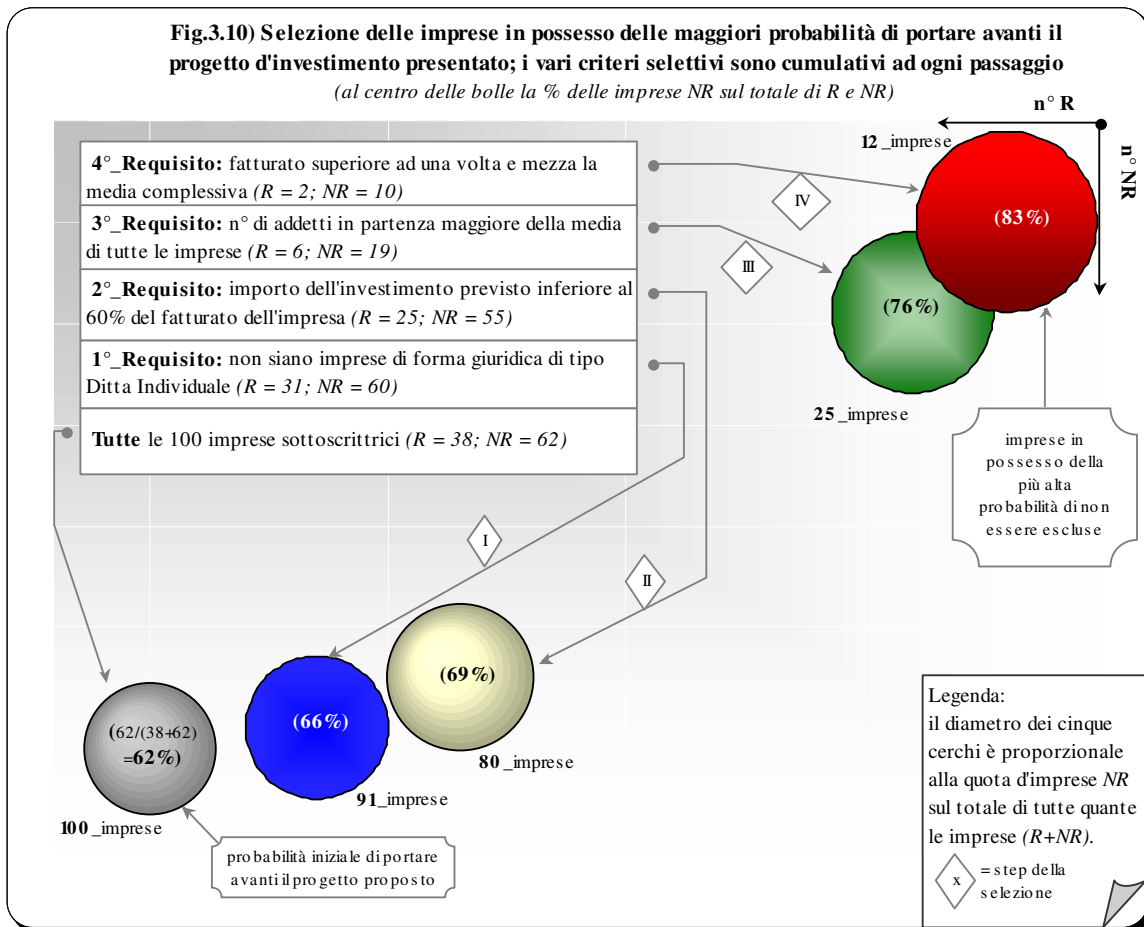 Fig.3.10) Selezione delle imprese in possesso delle maggiori probabilità di portare avanti il
progetto d'investimento presentato; i vari criteri selettivi sono cumulativi ad ogni passaggio
(al centro delle bolle la % delle imprese NR sul totale di R e NR)
n° R
n° NR
12_imprese
4°_Requisito: fatturato superiore ad una volta e mezza la
media complessiva (R = 2; NR = 10)
3°_Requisito: n° di addetti in partenza maggiore della media
di tutte le imprese (R = 6; NR = 19)
2°_Requisito: importo dell'investimento previsto inferiore al
60% del fatturato dell'impresa (R = 25; NR = 55)
1°_Requisito: non siano imprese di forma giuridica di tipo
Ditta Individuale (R = 31; NR = 60)
Tutte le 100 imprese sottoscrittrici (R = 38; NR = 62)
IV
III
(83%)
(76%)
25_imprese
imprese in
possesso della
più alta
probabilità di non
essere escluse
I
II
(69%)
(66%)
(62/(38+62)
=62%)
80_imprese
91_imprese
100_imprese
probabilità iniziale di portare
avanti il progetto proposto
Legenda:
il diametro dei cinque
cerchi è proporzionale
alla quota d'imprese NR
sul totale di tutte quante
le imprese (R+NR).
x
= step della
selezione